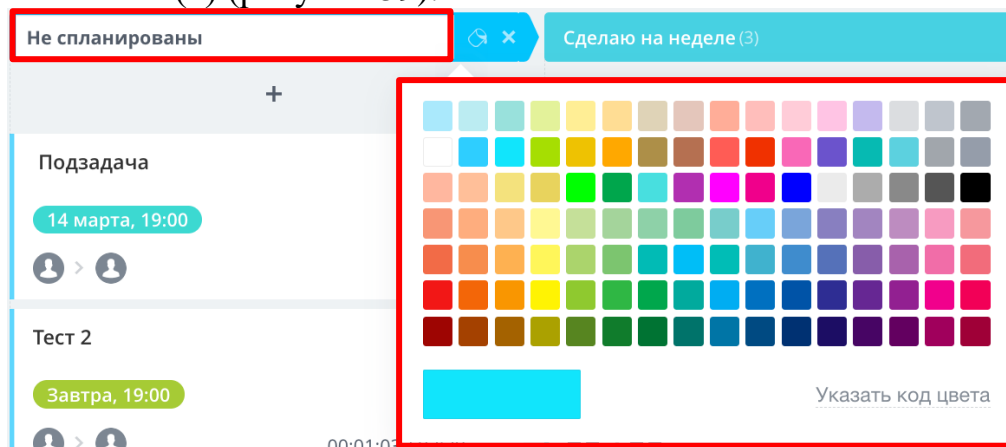 Не спланированы
Сделаю на неделе (3)
+
Подзадача
14 марта, 19:00
Тест 2
Завтра, 19:00
Указать код цвета